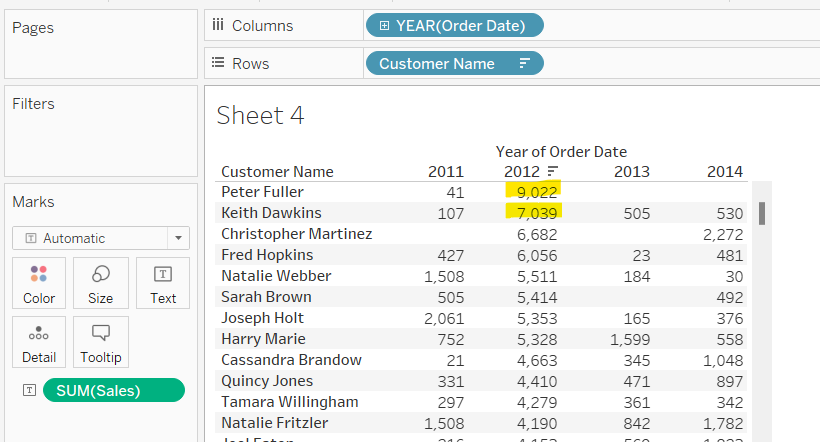 Pages
Columns
YEAR(Order Date)
Rows
Customer Name
Filters
Marks
Automatic
Color Size Text
Detail Tooltip
SUM(Sales)
Sheet 4
Year of Order Date
Customer Name 2011 2012 2013 2014
Peter Fuller 41 9,022
Keith Dawkins 107 7,039 505 530
Christopher Martinez 6,682 2,272
Fred Hopkins 427 6,056 23 481
Natalie Webber 1,508 5,511 184 30
Sarah Brown 505 5,414 492
Joseph Holt 2,061 5,353 165 376
Harry Marie 752 5,328 1,599 558
Cassandra Brandow 21 4,663 345 1,048
Quincy Jones 331 4,410 471 897
Tamara Willingham 297 4,279 361 342
Natalie Fritzler 1,508 4,190 842 1,782